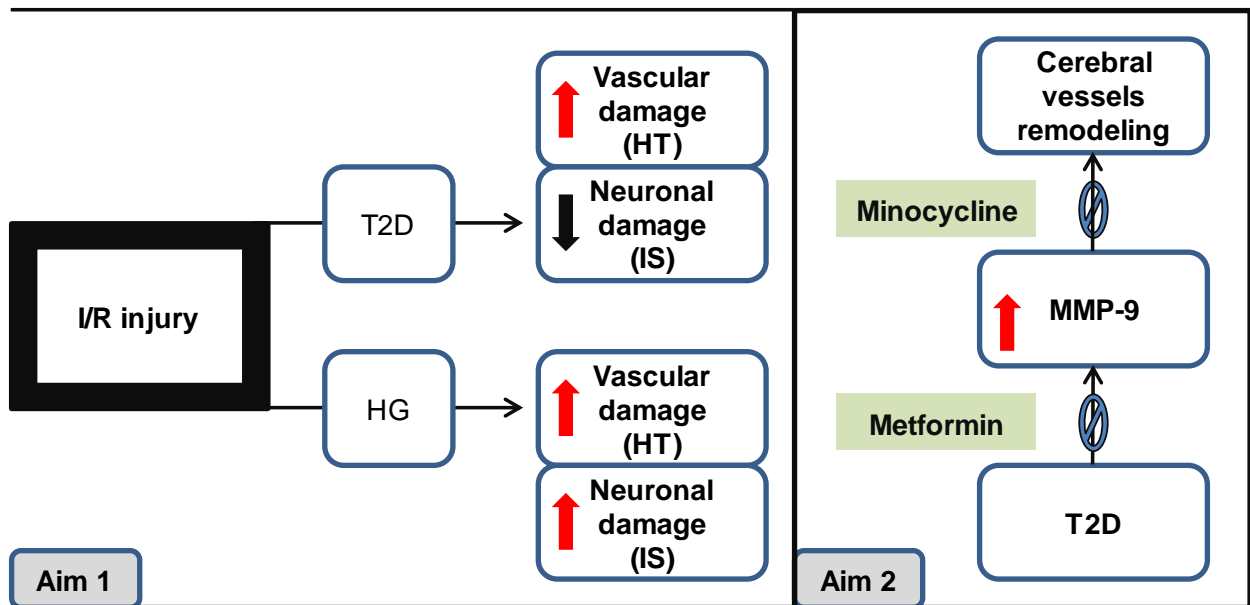 I/R injury
T2D
HG
Vascular
damage
(HT)
Neuronal
damage
(IS)
Vascular
damage
(HT)
Neuronal
damage
(IS)
Aim 1
Cerebral
vessels
remodeling
Minocycline
MMP-9
Metformin
T2D
Aim 2